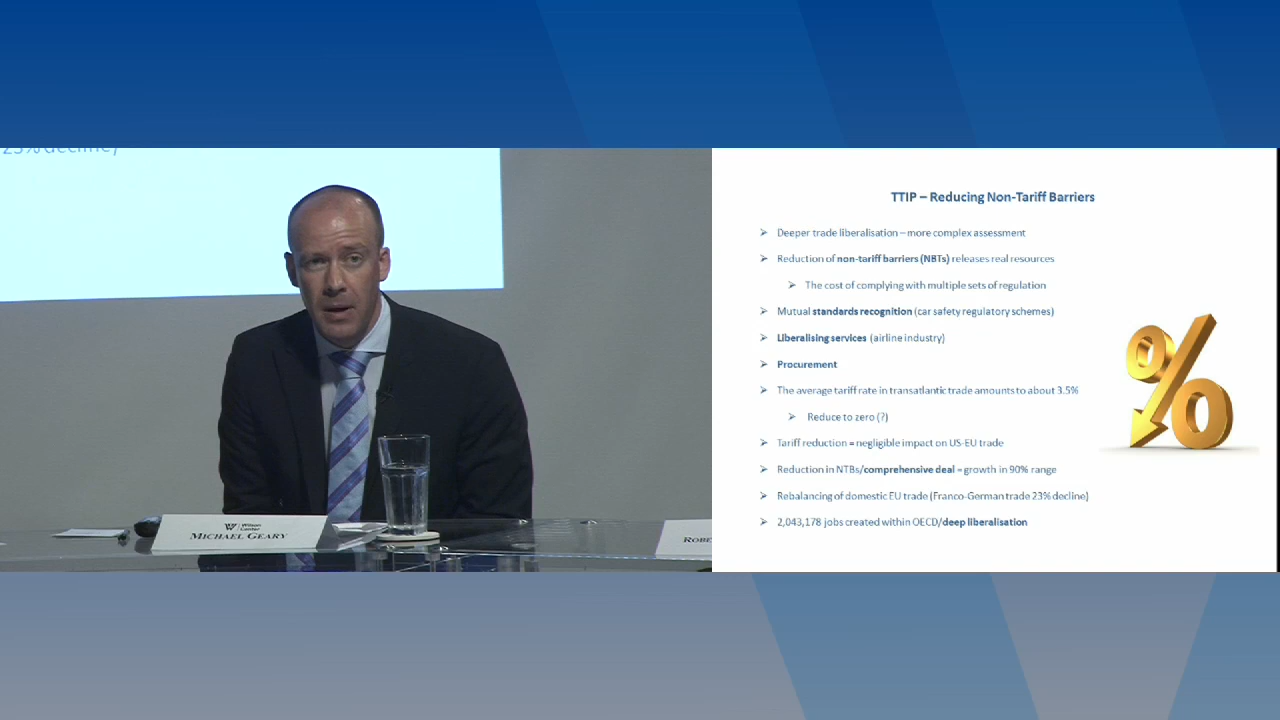 23% decline)
Wilson
Center
MICHAEL GEARY
ROBE
TTIP – Reducing Non-Tariff Barriers
Deeper trade liberalisation – more complex assessment
Reduction of non-tariff barriers (NBTs) releases real resources
The cost of complying with multiple sets of regulation
Mutual standards recognition (car safety regulatory schemes)
Liberalising services (airline industry)
Procurement
The average tariff rate in transatlantic trade amounts to about 3.5%
Reduce to zero (?)
Tariff reduction = negligible impact on US-EU trade
Reduction in NTBs/comprehensive deal = growth in 90% range
Rebalancing of domestic EU trade (Franco-German trade 23% decline)
2,043,178 jobs created within OECD/deep liberalisation
%